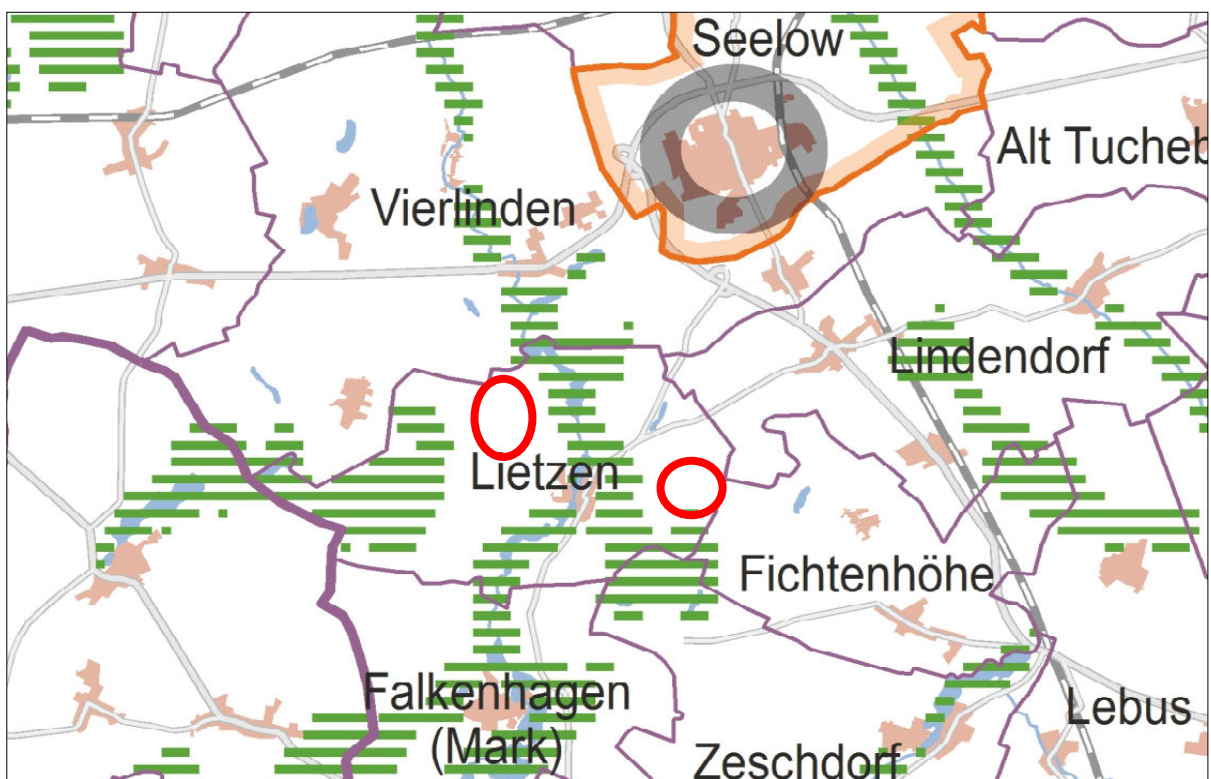 Seelow
Alt Tucheb
Vierlinden
Lindendorf
Lietzen
Fichtenhöhe
Falkenhagen
(Mark)
Lebus
Zeschdorf